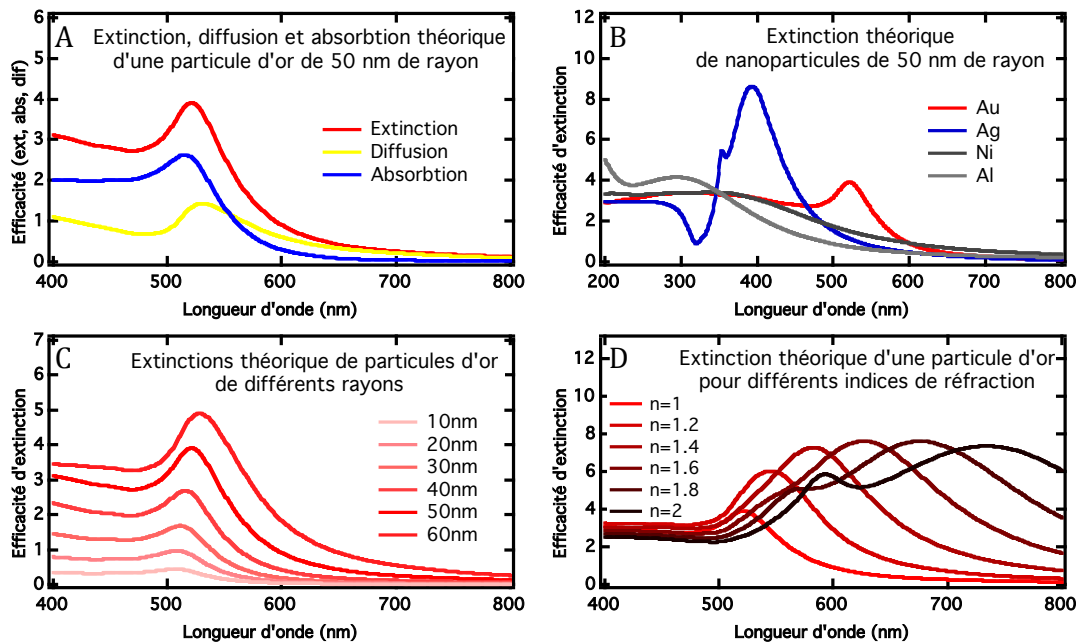 A
Extinction, diffusion et absorbtion théorique
d'une particule d'or de 50 nm de rayon
Extinction
Diffusion
Absorbtion
Efficacité (ext, abs, dif)
6
5
4
3
2
1
0
400
500
600
700
800
Longueur d'onde (nm)
B
Extinction théorique
de nanoparticules de 50 nm de rayon
Au
Ag
Ni
Al
Efficacité d'extinction
12
10
8
6
4
2
0
200
300
400
500
600
700
800
Longueur d'onde (nm)
C
Extinctions théorique de particules d'or
de différents rayons
10nm
20nm
30nm
40nm
50nm
60nm
Efficacité d'extinction
7
6
5
4
3
2
1
0
400
500
600
700
800
Longueur d'onde (nm)
D
Extinction théorique d'une particule d'or
pour différents indices de réfraction
n=1
n=1.2
n=1.4
n=1.6
n=1.8
n=2
Efficacité d'extinction
12
10
8
6
4
2
0
400
500
600
700
800
Longueur d'onde (nm)